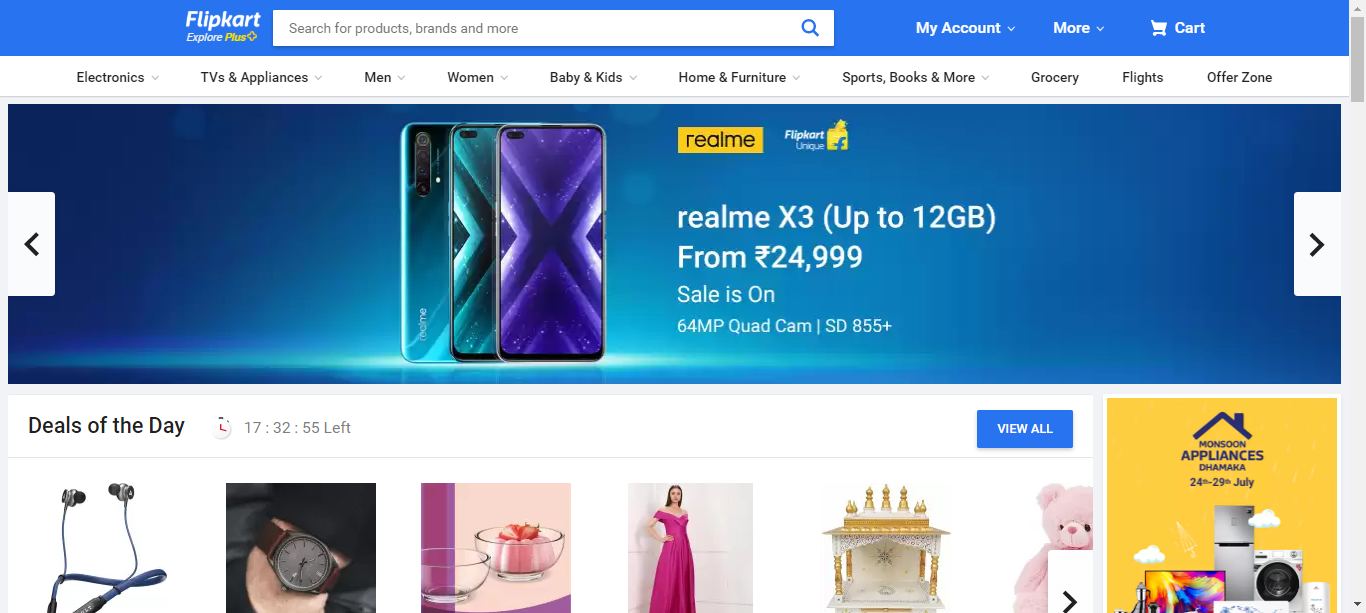 Flipkart
Explore Plus
Search for products, brands and more
My Account
More
Cart
Electronics
TVs & Appliances
Men
Women
Baby & Kids
Home & Furniture
Sports, Books & More
Grocery
Flights
Offer Zone
realme
Flipkart
Unique
realme X3 (Up to 12GB)
From ₹24,999
Sale is On
64MP Quad Cam | SD 855+
realme
Deals of the Day
17 : 32 : 55 Left
VIEW ALL
MONSOON
APPLIANCES
DHAMAKA
24th-29th July